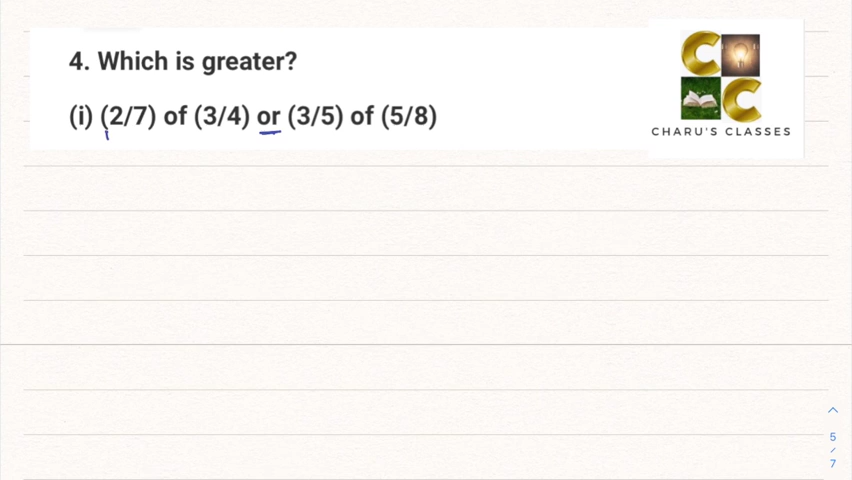 4. Which is greater?
(i) (2/7) of (3/4) or (3/5) of (5/8)
CHARU'S CLASSES
5
/
7